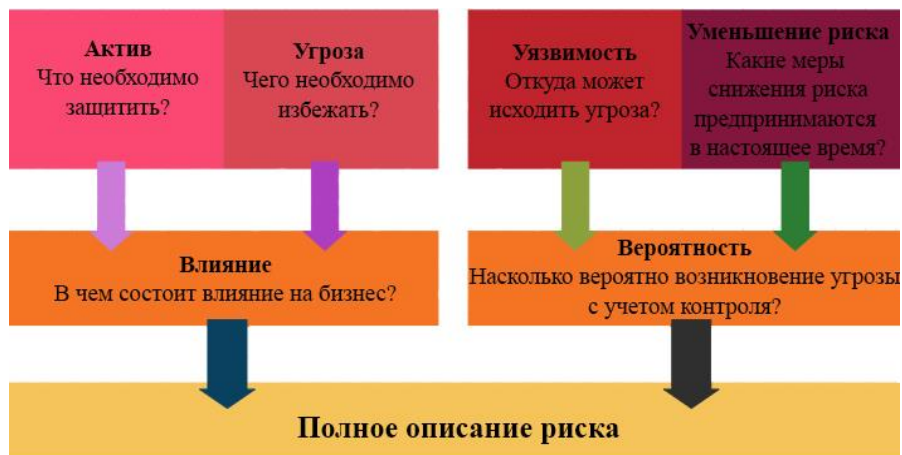 Актив
Что необходимо
защитить?
Угроза
Чего необходимо
избежать?
Уязвимость
Откуда может
исходить угроза?
Уменьшение риска
Какие меры
снижения риска
предпринимаются
в настоящее время?
Влияние
В чем состоит влияние на бизнес?
Вероятность
Насколько вероятно возникновение угрозы
с учетом контроля?
Полное описание риска